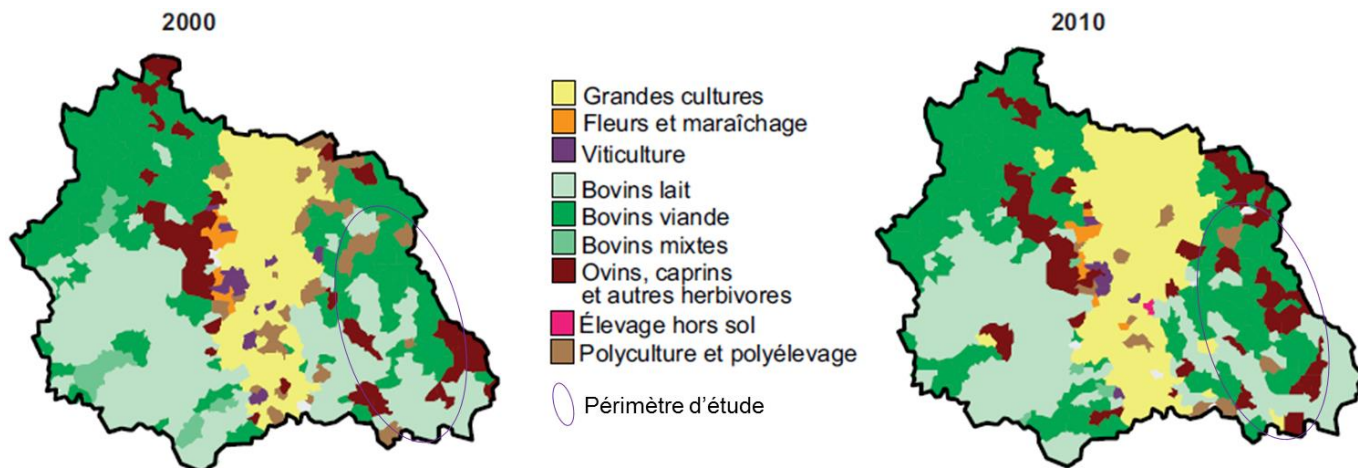 2000
2010
Grandes cultures
Fleurs et maraîchage
Viticulture
Bovins lait
Bovins viande
Bovins mixtes
Ovins, caprins
et autres herbivores
Élevage hors sol
Polyculture et polyélevage
Périmètre d'étude